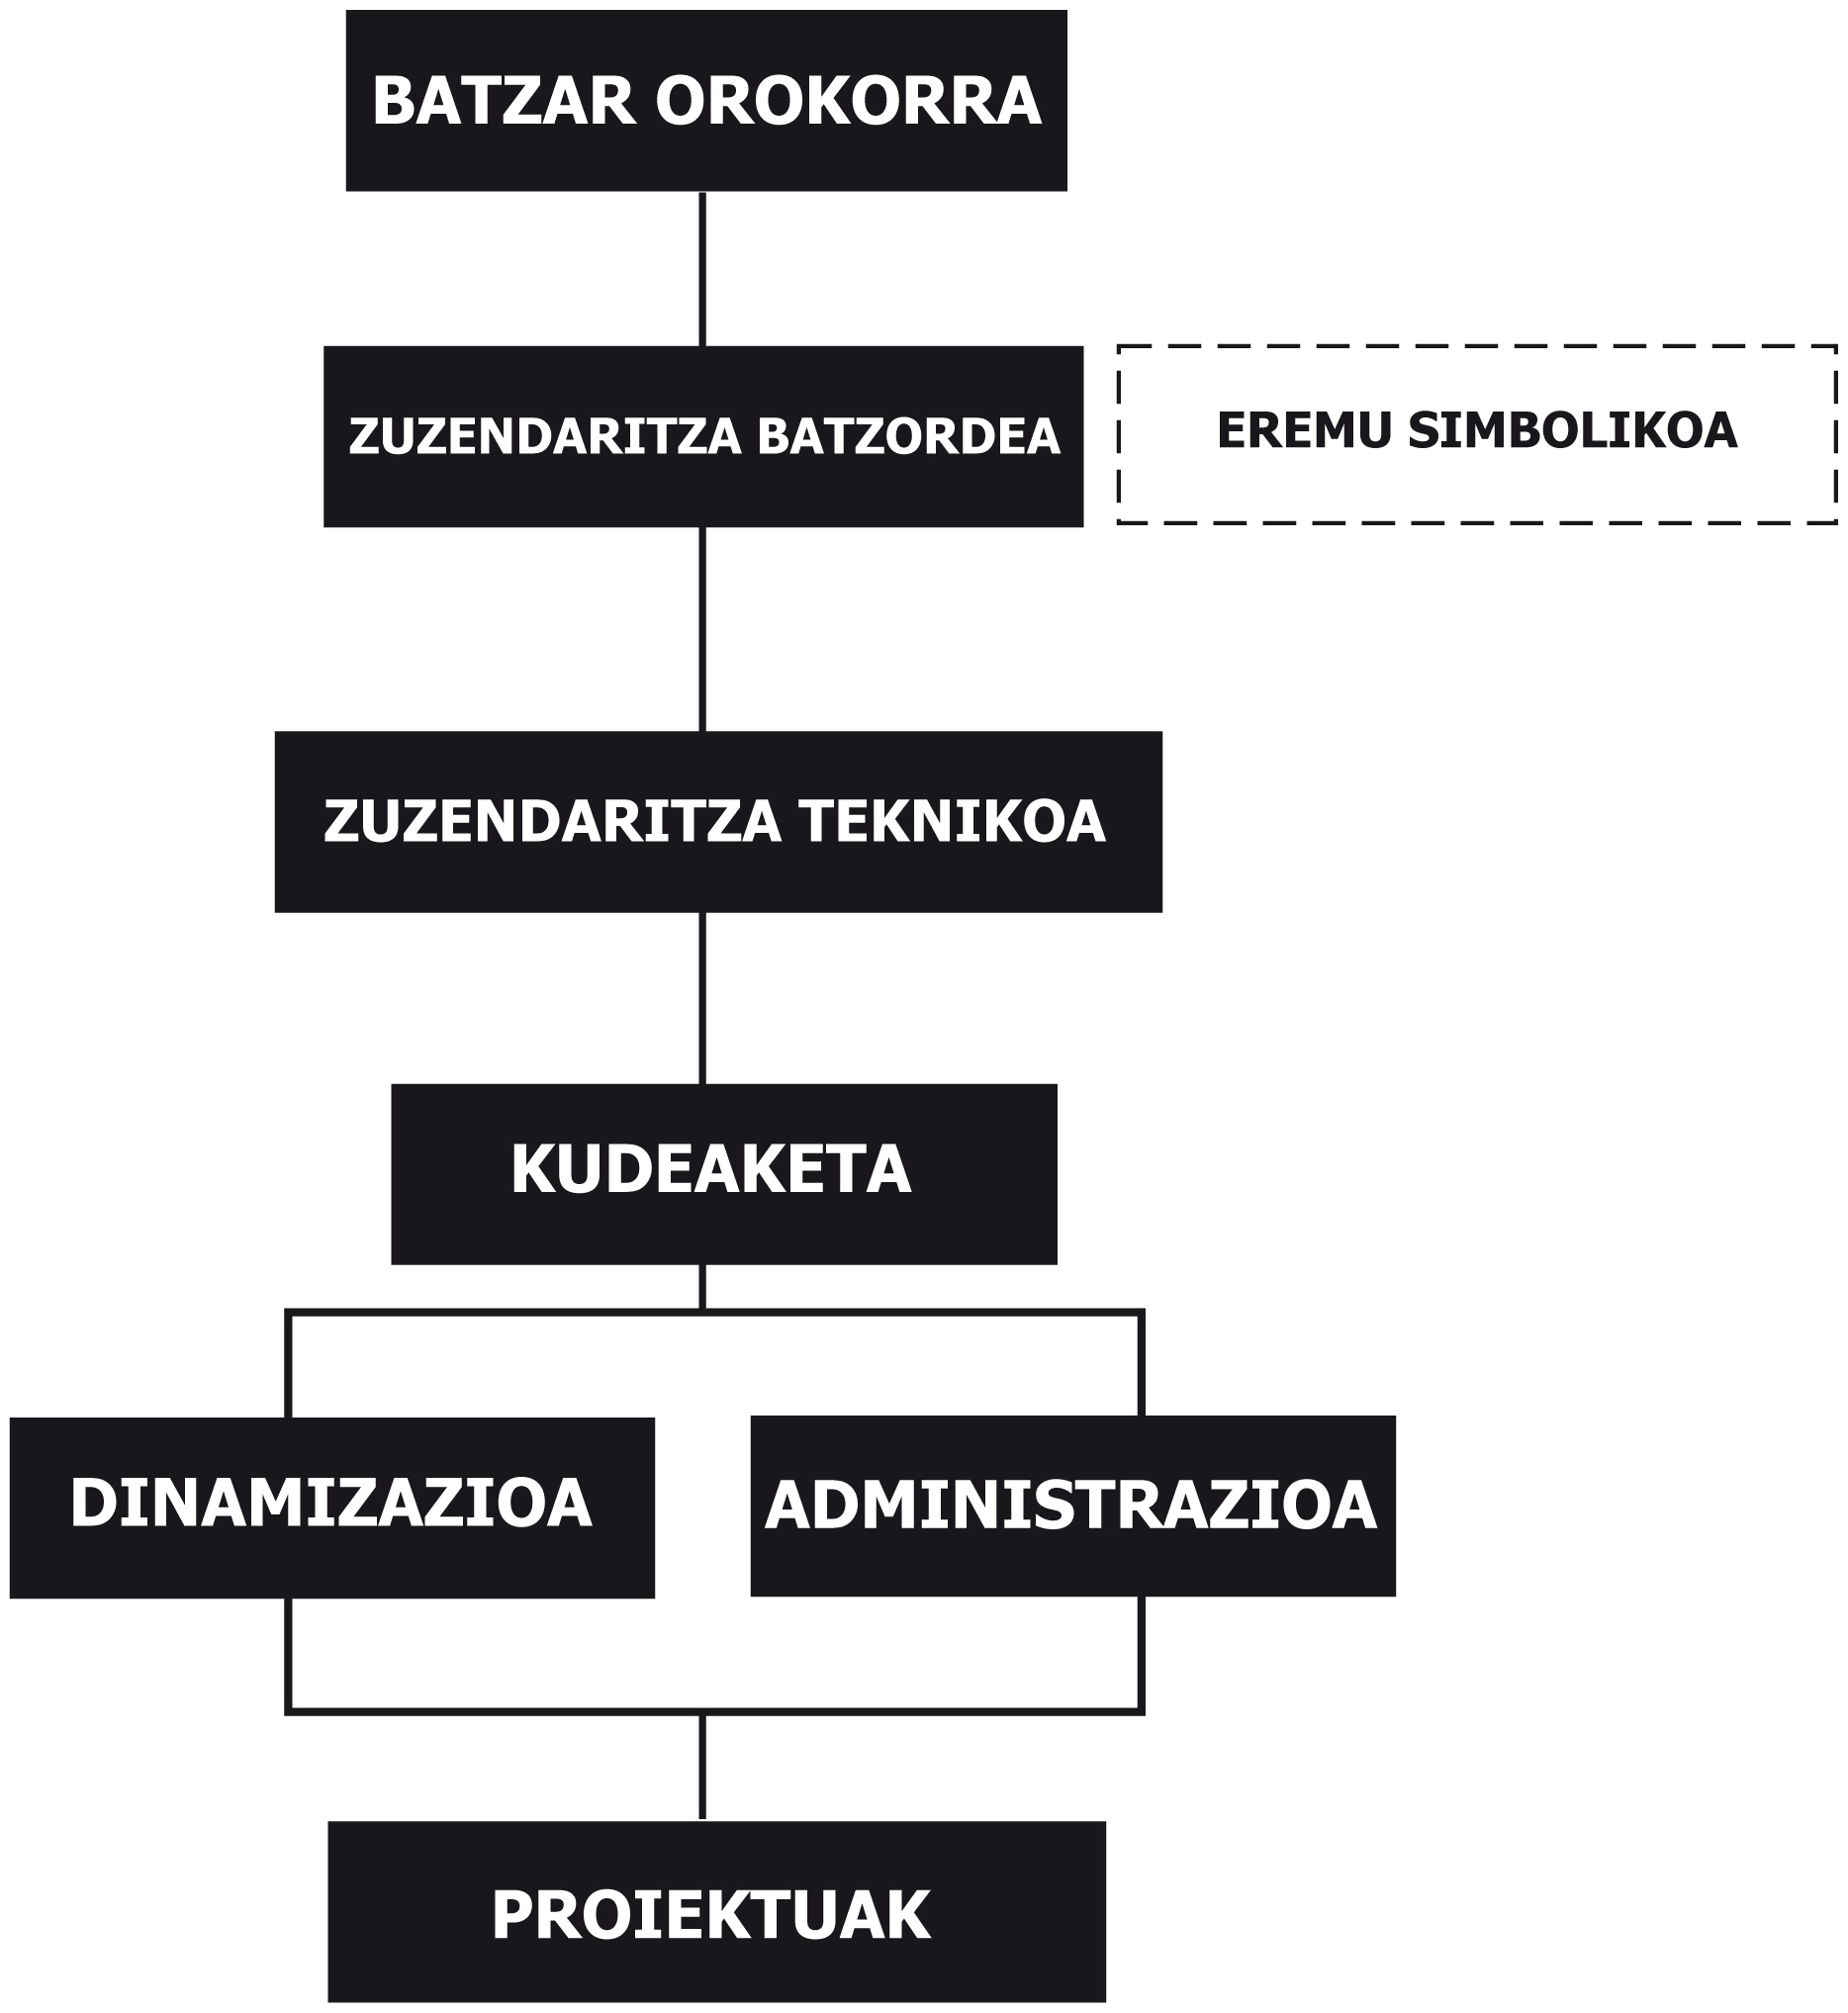 BATZAR OROKORRA
ZUZENDARITZA BATZORDEA
EREMU SIMBOLIKOA
ZUZENDARITZA TEKNIKOA
KUDEAKETA
DINAMIZAZIOA
ADMINISTRAZIOA
PROIEKTUAK